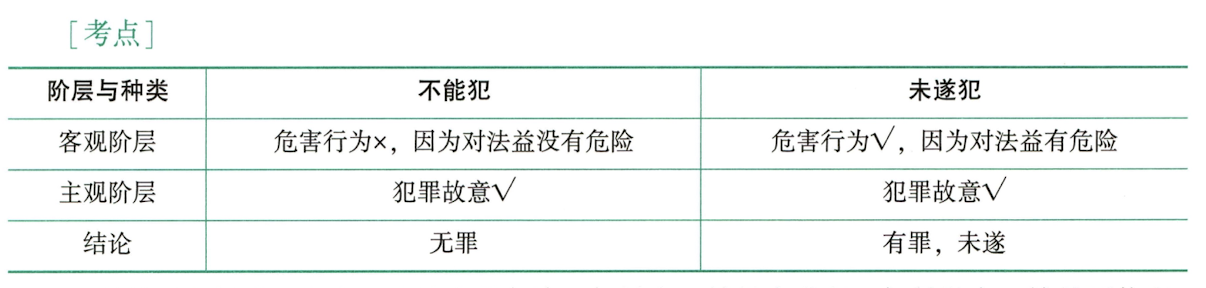 [考点]
阶层与种类 不能犯 未遂犯
客观阶层 危害行为×，因为对法益没有危险 危害行为√，因为对法益有危险
主观阶层 犯罪故意√ 犯罪故意√
结论 无罪 有罪，未遂